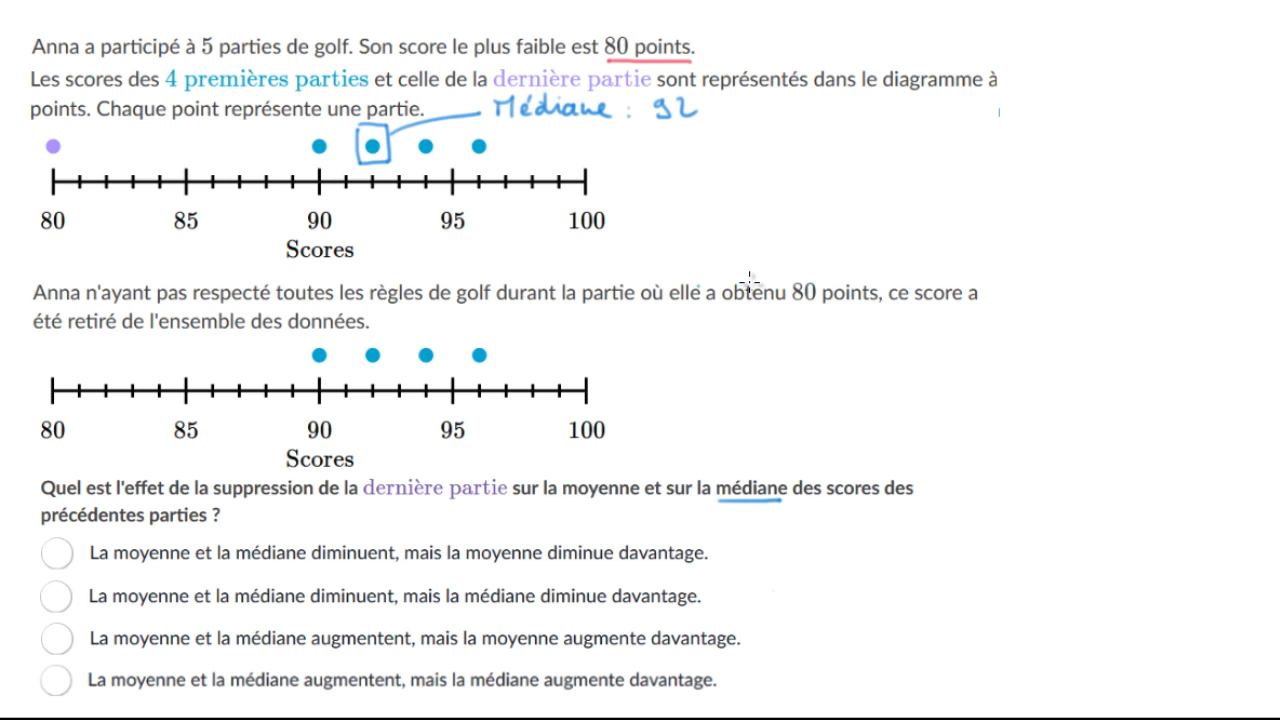 Anna a participé à 5 parties de golf. Son score le plus faible est 80 points.
Les scores des 4 premières parties et celle de la dernière partie sont représentés dans le diagramme à
points. Chaque point représente une partie.
Médiane : 92
80 85 90 95 100
Scores
Anna n'ayant pas respecté toutes les règles de golf durant la partie où elle a obtenu 80 points, ce score a
été retiré de l'ensemble des données.
80 85 90 95 100
Scores
Quel est l'effet de la suppression de la dernière partie sur la moyenne et sur la médiane des scores des
précédentes parties ?
La moyenne et la médiane diminuent, mais la moyenne diminue davantage.
La moyenne et la médiane diminuent, mais la médiane diminue davantage.
La moyenne et la médiane augmentent, mais la moyenne augmente davantage.
La moyenne et la médiane augmentent, mais la médiane augmente davantage.